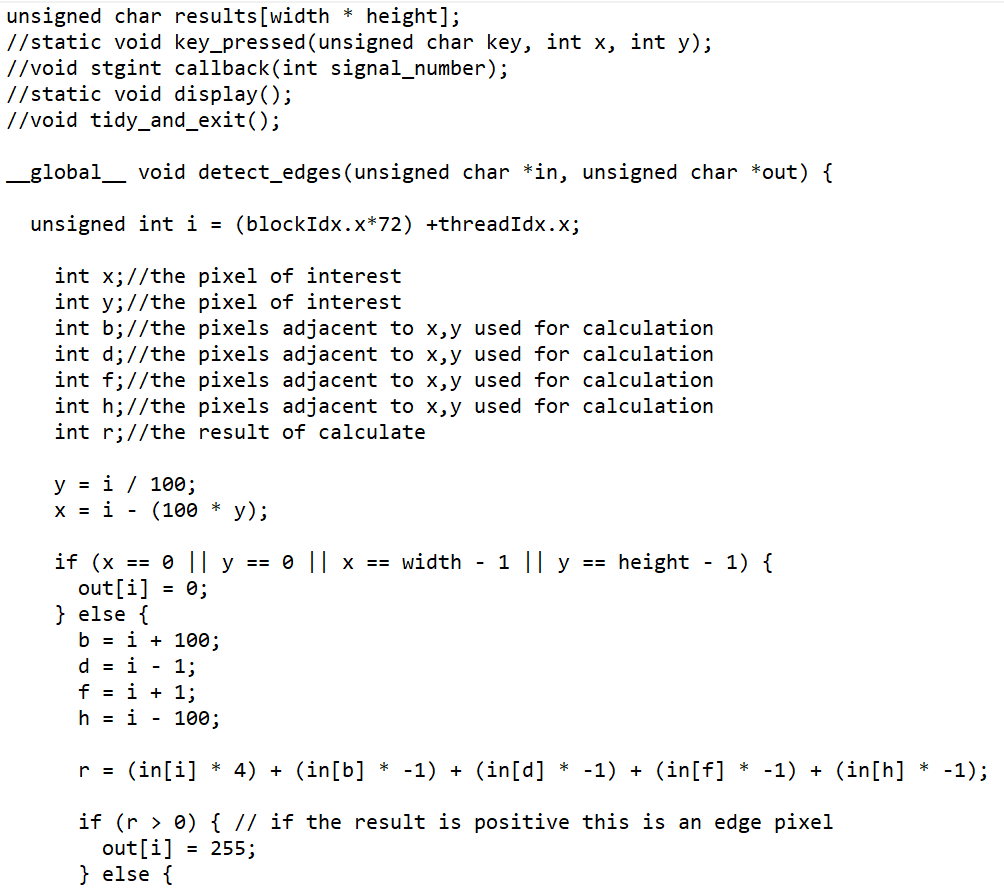 unsigned char results[width * height];
//static void key_pressed(unsigned char key, int x, int y);
//void stgint callback(int signal_number);
//static void display();
//void tidy_and_exit();
__global__ void detect_edges(unsigned char *in, unsigned char *out) {
unsigned int i = (blockIdx.x*72) +threadIdx.x;
int x;//the pixel of interest
int y;//the pixel of interest
int b;//the pixels adjacent to x,y used for calculation
int d;//the pixels adjacent to x,y used for calculation
int f;//the pixels adjacent to x,y used for calculation
int h;//the pixels adjacent to x,y used for calculation
int r;//the result of calculate
y = i / 100;
x = i - (100 * y);
if (x == 0 || y == 0 || x == width - 1 || y == height - 1) {
out[i] = 0;
} else {
b = i + 100;
d = i - 1;
f = i + 1;
h = i - 100;
r = (in[i] * 4) + (in[b] * -1) + (in[d] * -1) + (in[f] * -1) + (in[h] * -1);
if (r > 0) { // if the result is positive this is an edge pixel
out[i] = 255;
} else {